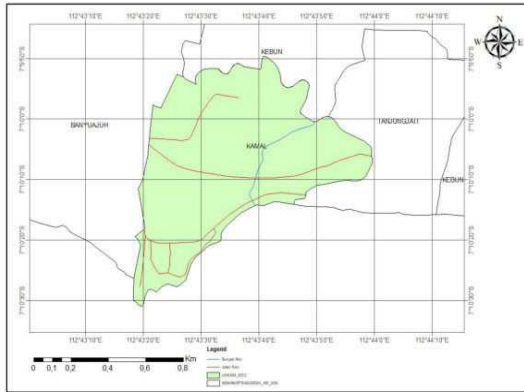 112°43'10"E 112°43'20"E 112°43'30"E 112°43'40"E 112°43'50"E 112°44'0"E 112°44'10"E
N
W E
S
7°9'50"S KEBUN 7°9'50"S
7°10'0"S BANYUAJUH TANJUNGJATI 7°10'0"S
KAMAL
7°10'10"S KEBUN 7°10'10"S
7°10'20"S 7°10'20"S
7°10'30"S 7°10'30"S
112°43'10"E 112°43'20"E 112°43'30"E 112°43'40"E 112°43'50"E 112°44'0"E 112°44'10"E
Legend
Km
0 0,1 0,2 0,4 0,6 0,8